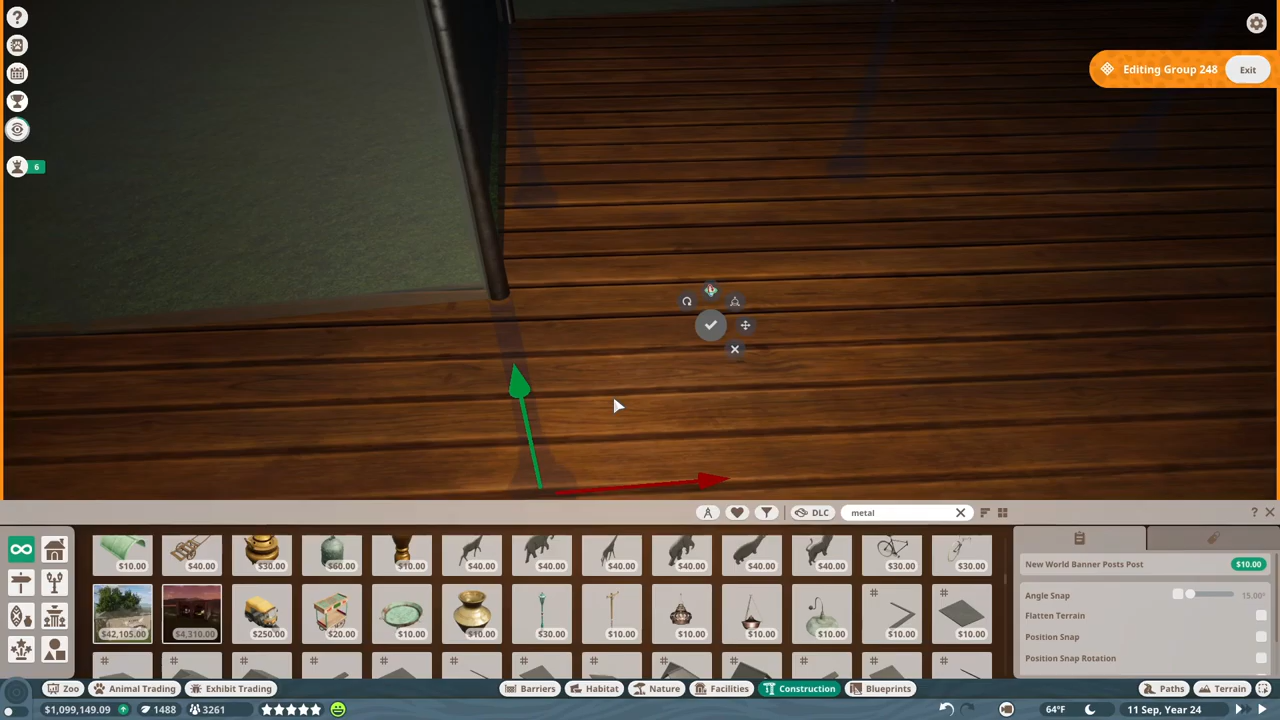 ?
Editing Group 248 Exit
6
DLC metal ?
$10.00 $40.00 $30.00 $60.00 $10.00 $40.00 $40.00 $40.00 $40.00 $40.00 $40.00 $30.00 $30.00
New World Banner Posts Post $10.00
Angle Snap 15.00°
Flatten Terrain
Position Snap
Position Snap Rotation
$42,105.00 $4,310.00 $250.00 $20.00 $10.00 $10.00 $30.00 $10.00 $10.00 $10.00 $10.00 $10.00 $10.00
Zoo Animal Trading Exhibit Trading Barriers Habitat Nature Facilities Construction Blueprints Paths Terrain
$1,099,149.09 1488 3261 64°F 11 Sep, Year 24